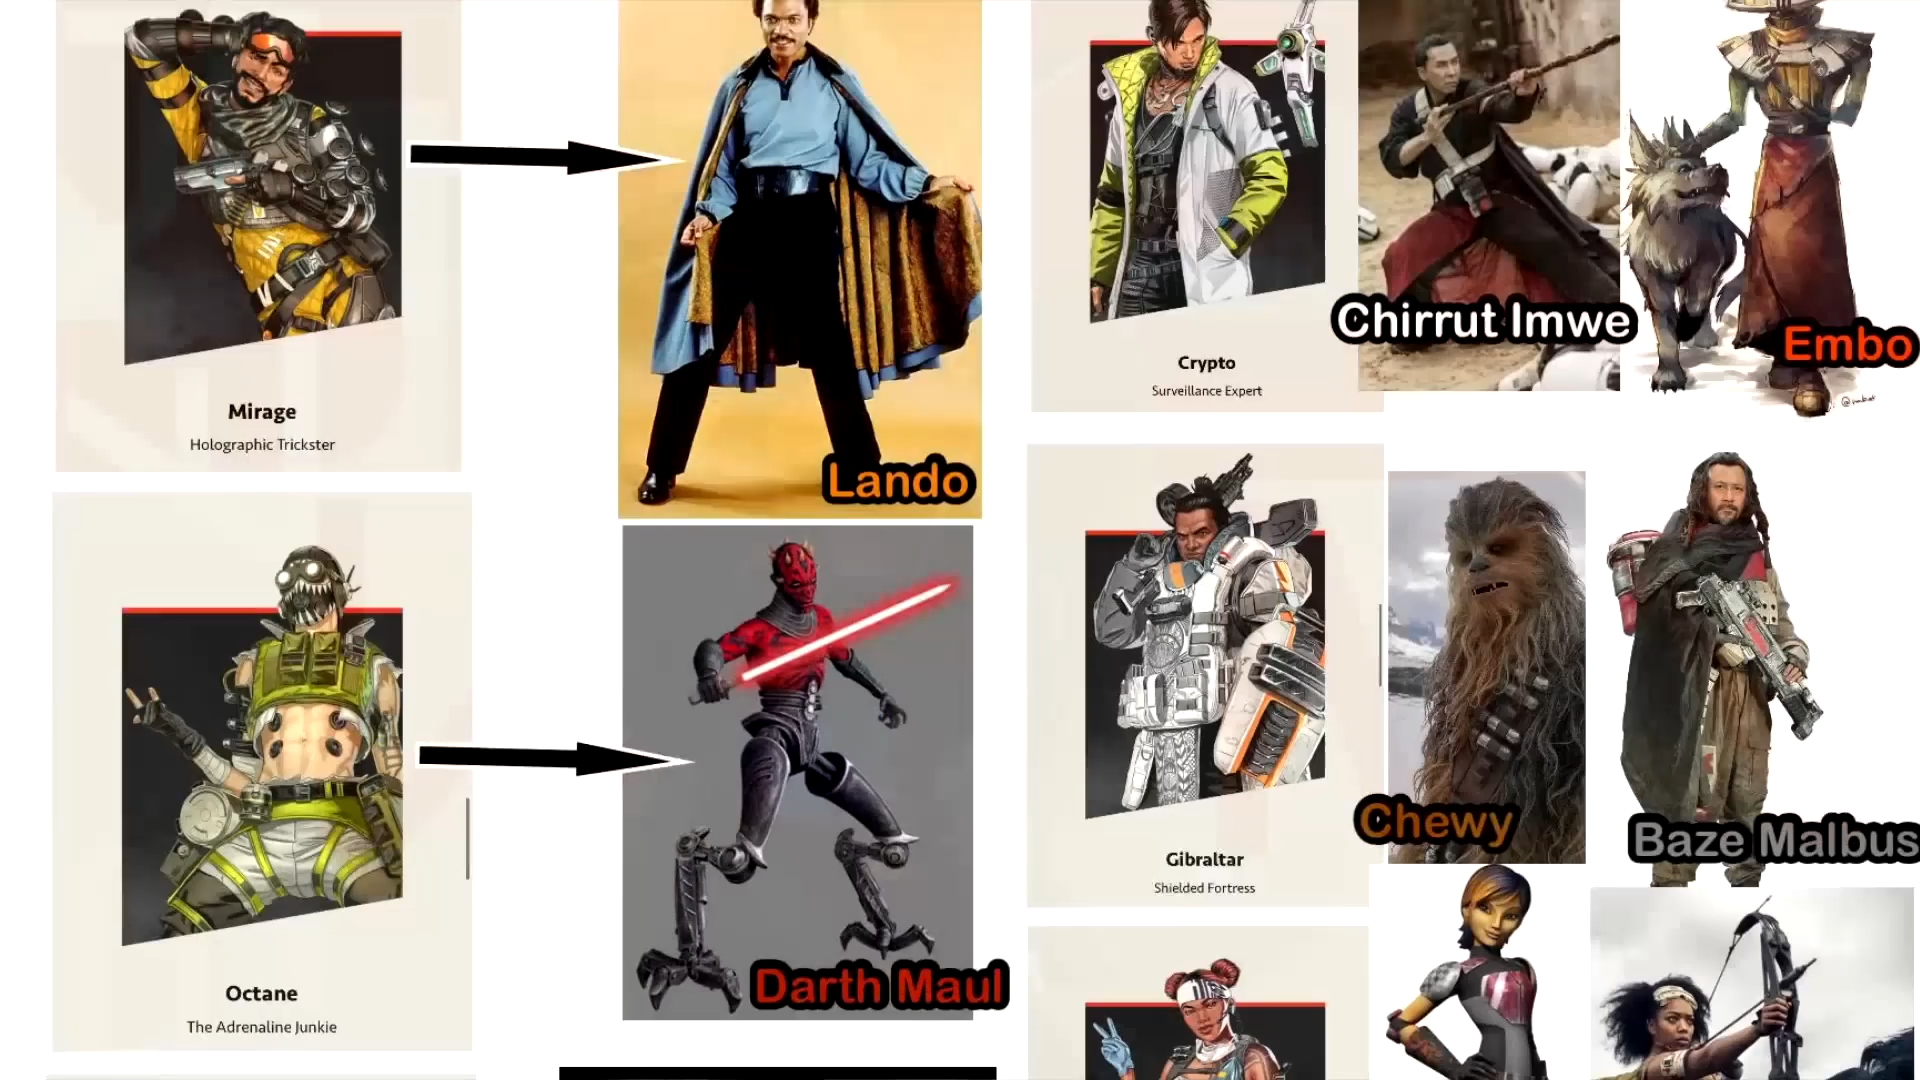 Mirage
Holographic Trickster
Lando
Octane
The Adrenaline Junkie
Darth Maul
Crypto
Surveillance Expert
Chirrut Imwe
Embo
Gibraltar
Shielded Fortress
Chewy
Baze Malbus